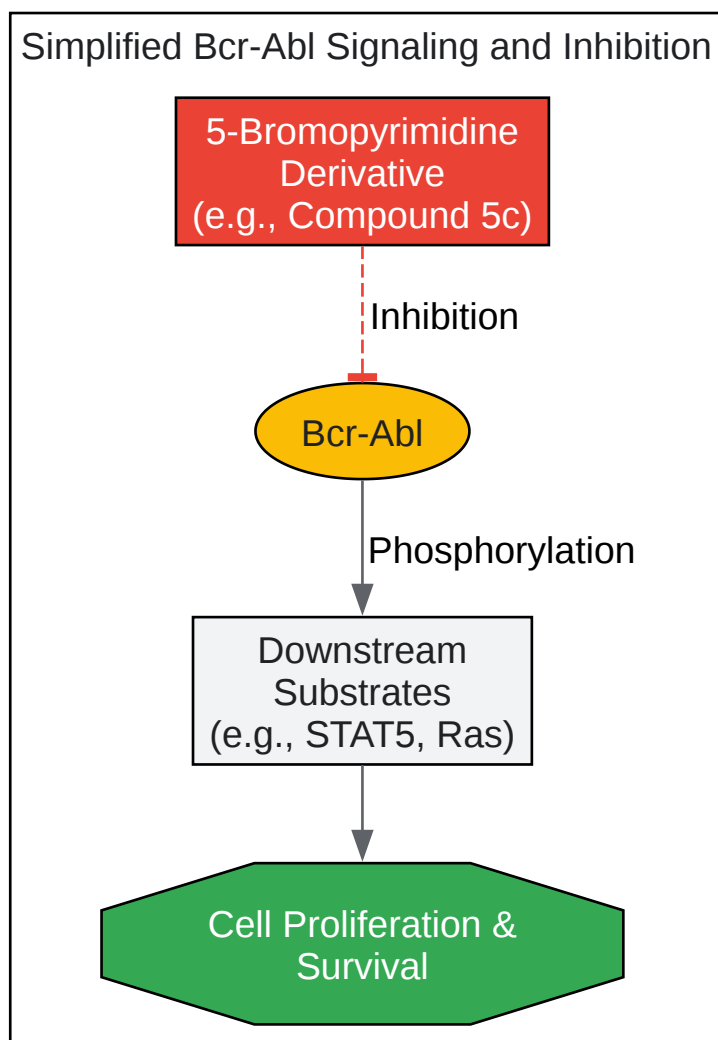 Simplified Bcr-Abl Signaling and Inhibition
5-Bromopyrimidine
Derivative
(e.g., Compound 5c)
Inhibition
Bcr-Abl
Phosphorylation
Downstream
Substrates
(e.g., STAT5, Ras)
Cell Proliferation &
Survival